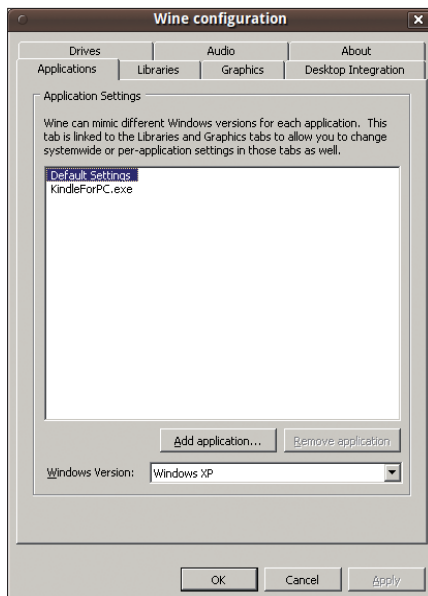 Wine configuration
Drives Audio About
Applications Libraries Graphics Desktop Integration
Application Settings
Wine can mimic different Windows versions for each application. This
tab is linked to the Libraries and Graphics tabs to allow you to change
systemwide or per-application settings in those tabs as well.
Default Settings
KindleForPC.exe
Add application... Remove application
Windows Version: Windows XP
OK Cancel Apply